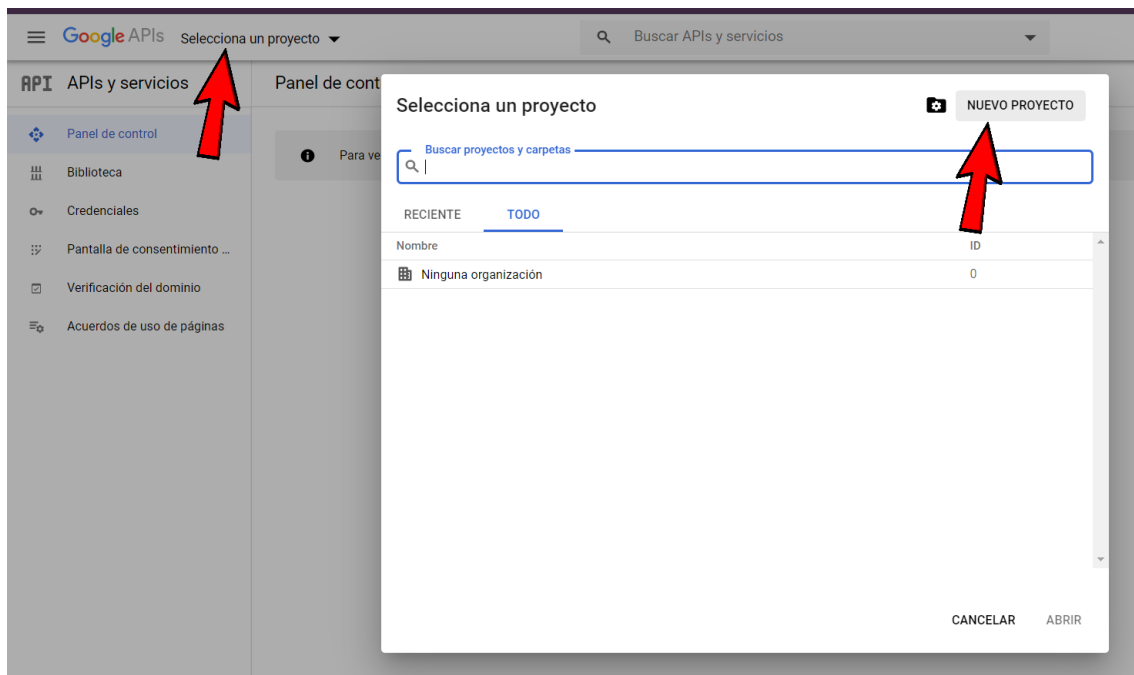 Google APIs Selecciona un proyecto Buscar APIs y servicios
API APIs y servicios
Panel de cont
Panel de control
Biblioteca
Credenciales
Pantalla de consentimiento ...
Verificación del dominio
Acuerdos de uso de páginas
Para ve
Selecciona un proyecto
NUEVO PROYECTO
Buscar proyectos y carpetas
RECIENTE TODO
Nombre ID
Ninguna organización 0
CANCELAR ABRIR